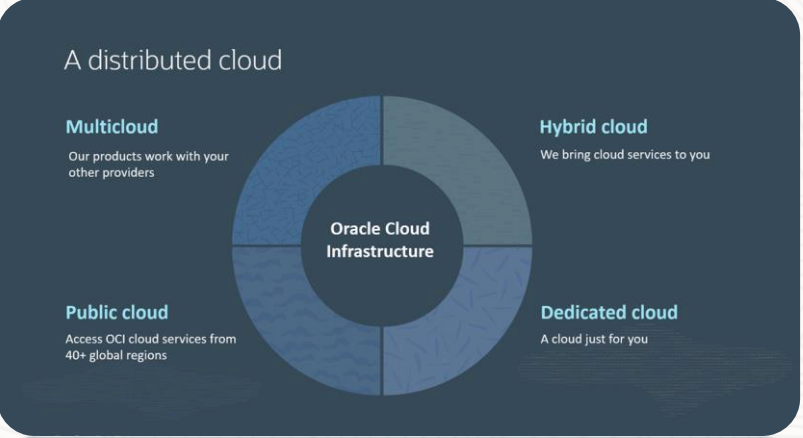 A distributed cloud
Multicloud
Our products work with your
other providers
Hybrid cloud
We bring cloud services to you
Oracle Cloud
Infrastructure
Public cloud
Access OCI cloud services from
40+ global regions
Dedicated cloud
A cloud just for you